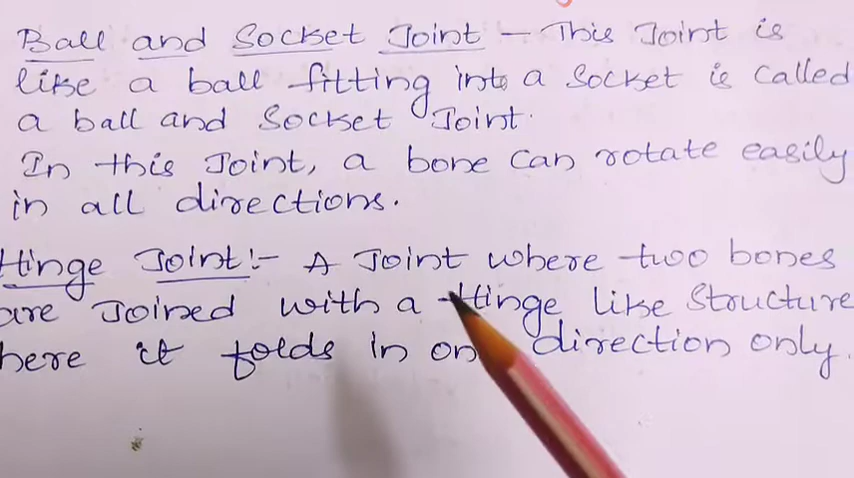 Ball and Socket Joint - This Joint is
like a ball fitting into a Socket is called
a ball and Socket Joint.
In this Joint, a bone can rotate easily
in all directions.
Hinge Joint:- A Joint where two bones
are Joined with a Hinge like Structure
here it folds in on direction only.